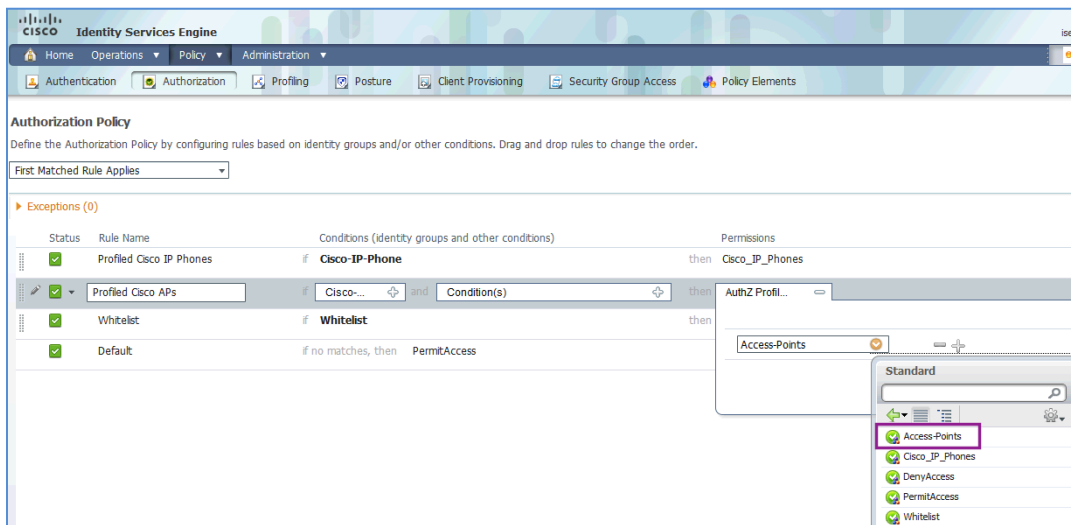 CISCO Identity Services Engine
ise
Home Operations Policy Administration
Authentication Authorization Profiling Posture Client Provisioning Security Group Access Policy Elements
Authorization Policy
Define the Authorization Policy by configuring rules based on identity groups and/or other conditions. Drag and drop rules to change the order.
First Matched Rule Applies
Exceptions (0)
Status Rule Name Conditions (identity groups and other conditions) Permissions
Profiled Cisco IP Phones if Cisco-IP-Phone then Cisco_IP_Phones
Profiled Cisco APs if Cisco-... and Condition(s) then AuthZ Profil...
Whitelist if Whitelist then
Default if no matches, then PermitAccess
Access-Points
Standard
Access-Points
Cisco_IP_Phones
DenyAccess
PermitAccess
Whitelist